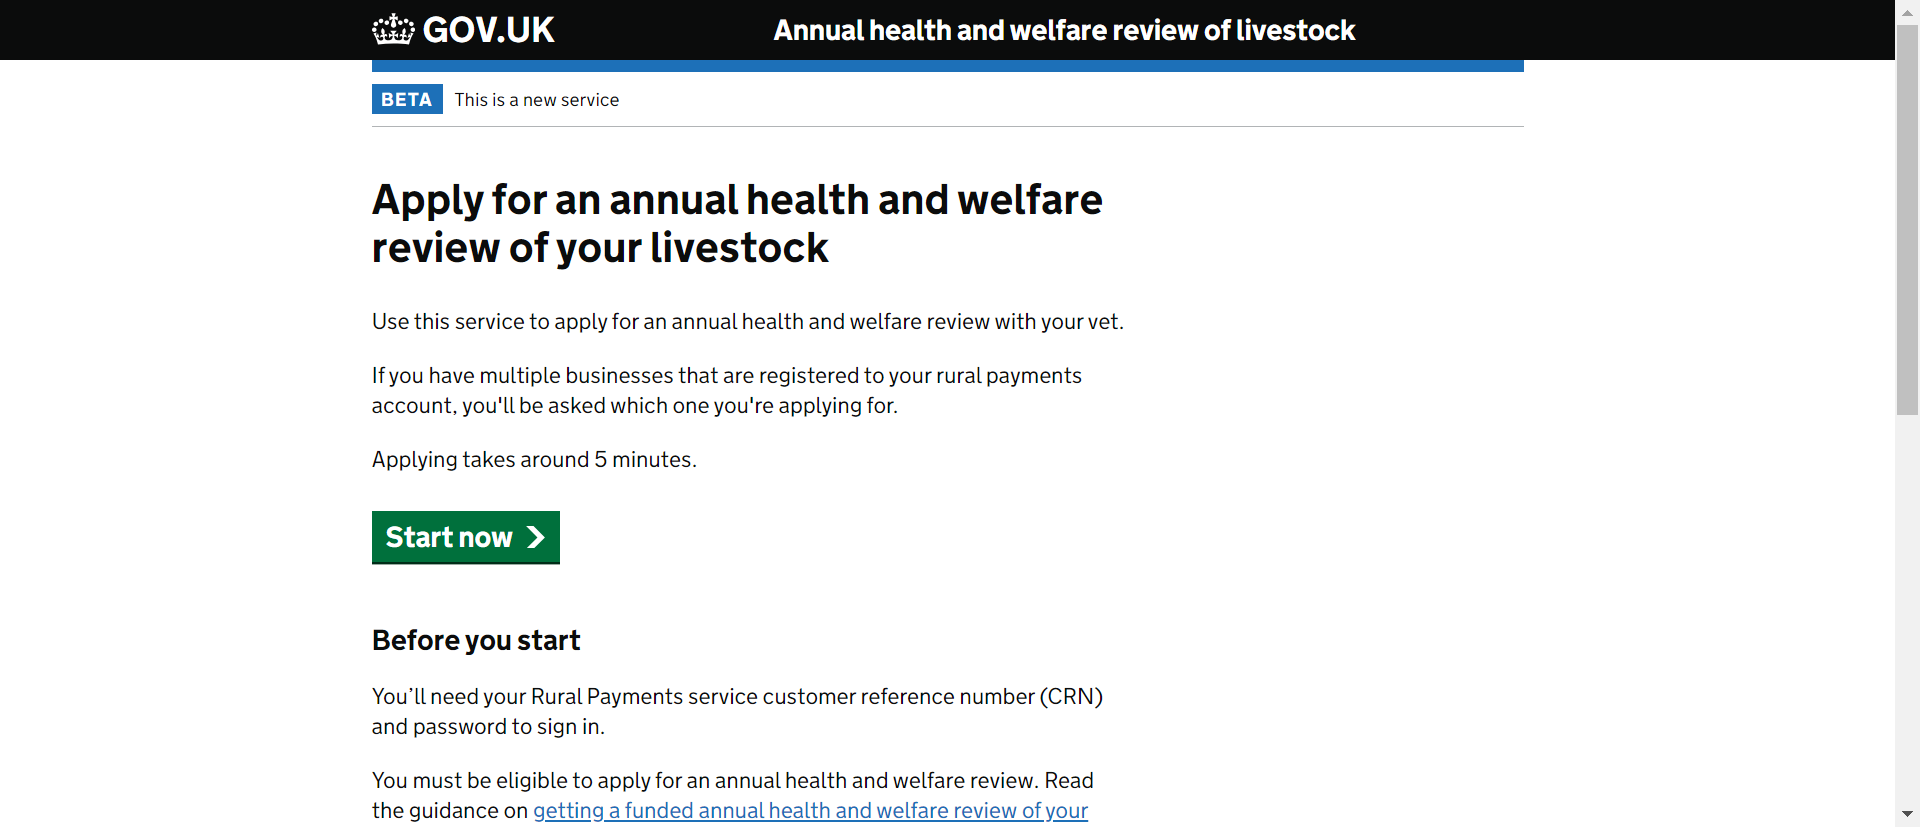 GOV.UK
Annual health and welfare review of livestock
BETA This is a new service
Apply for an annual health and welfare
review of your livestock
Use this service to apply for an annual health and welfare review with your vet.
If you have multiple businesses that are registered to your rural payments
account, you'll be asked which one you're applying for.
Applying takes around 5 minutes.
Start now
Before you start
You’ll need your Rural Payments service customer reference number (CRN)
and password to sign in.
You must be eligible to apply for an annual health and welfare review. Read
the guidance on getting a funded annual health and welfare review of your